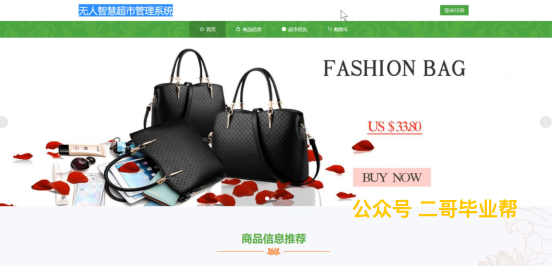 无人智慧超市管理系统
登录/注册
首页
商品信息
超市资讯
购物车
FASHION BAG
US $33.80
BUY NOW
公众号 二哥毕业帮
商品信息推荐